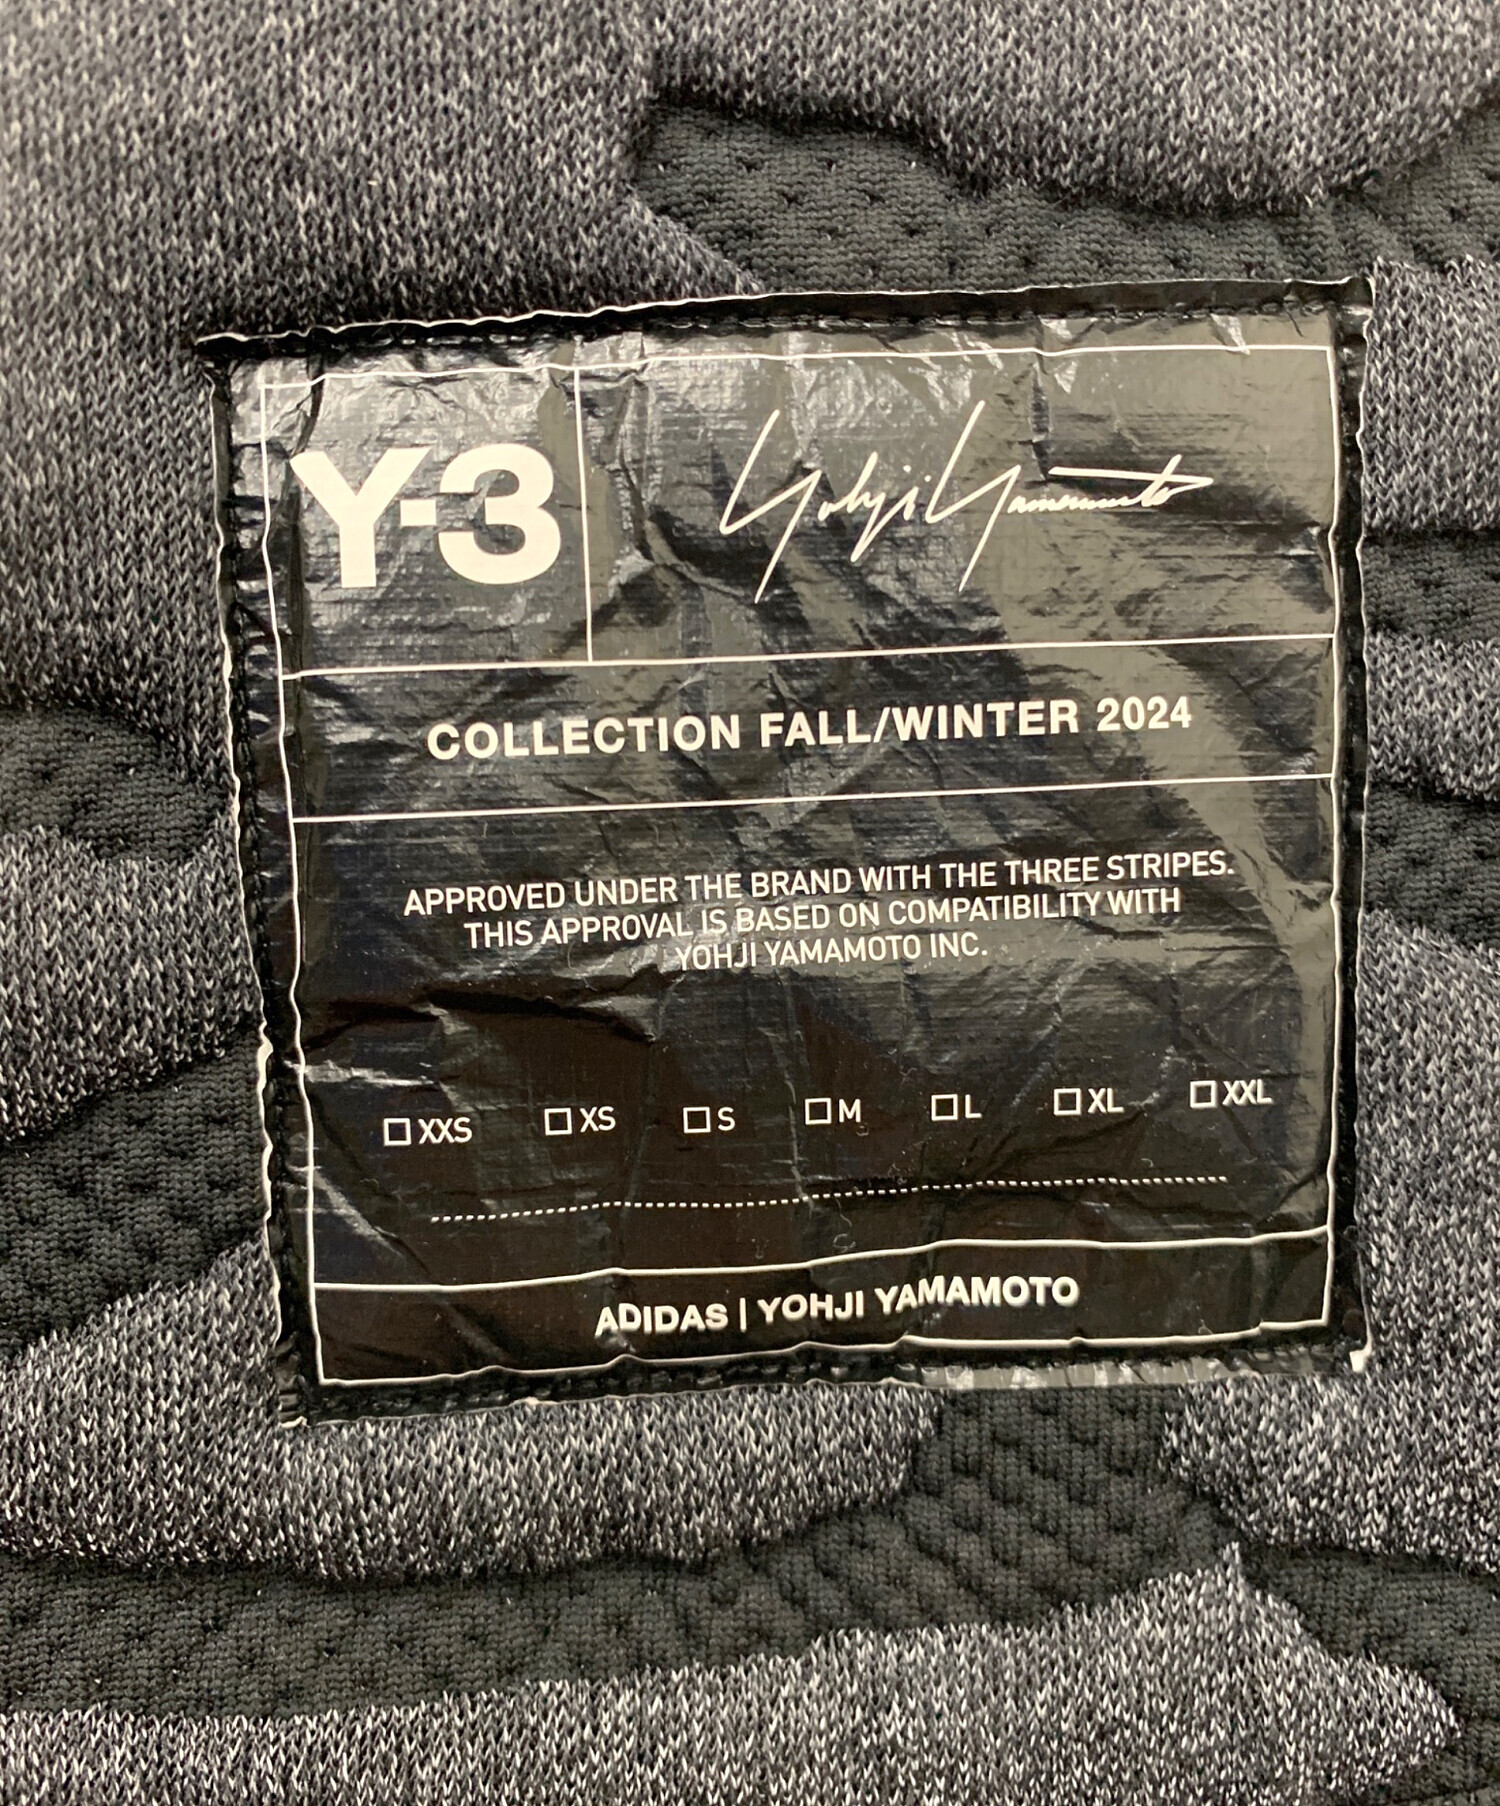 Y-3
Yohji Yamamoto
COLLECTION FALL/WINTER 2024
APPROVED UNDER THE BRAND WITH THE THREE STRIPES.
THIS APPROVAL IS BASED ON COMPATIBILITY WITH
YOHJI YAMAMOTO INC.
☐ XXS ☐ XS ☐ S ☐ M ☐ L ☐ XL ☐ XXL
ADIDAS | YOHJI YAMAMOTO